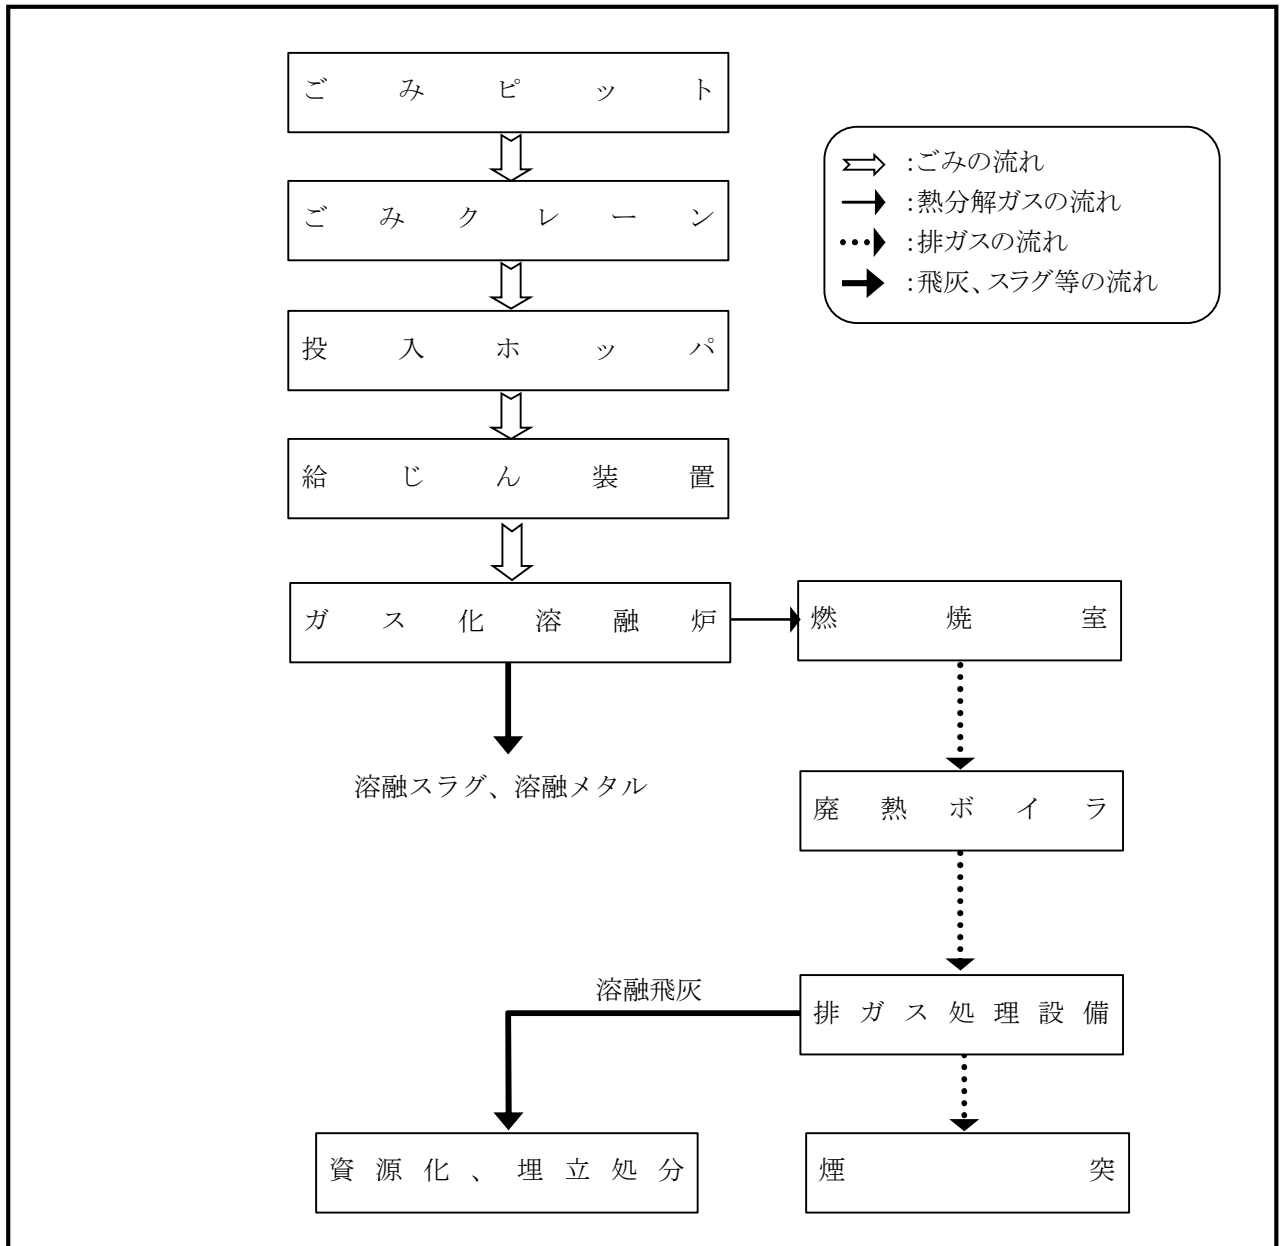 ごみピット
ごみクレーン
投入ホッパ
給じん装置
ガス化溶融炉
溶融スラグ、溶融メタル
:ごみの流れ
:熱分解ガスの流れ
:排ガスの流れ
:飛灰、スラグ等の流れ
燃焼室
廃熱ボイラ
排ガス処理設備
溶融飛灰
資源化、埋立処分
煙突